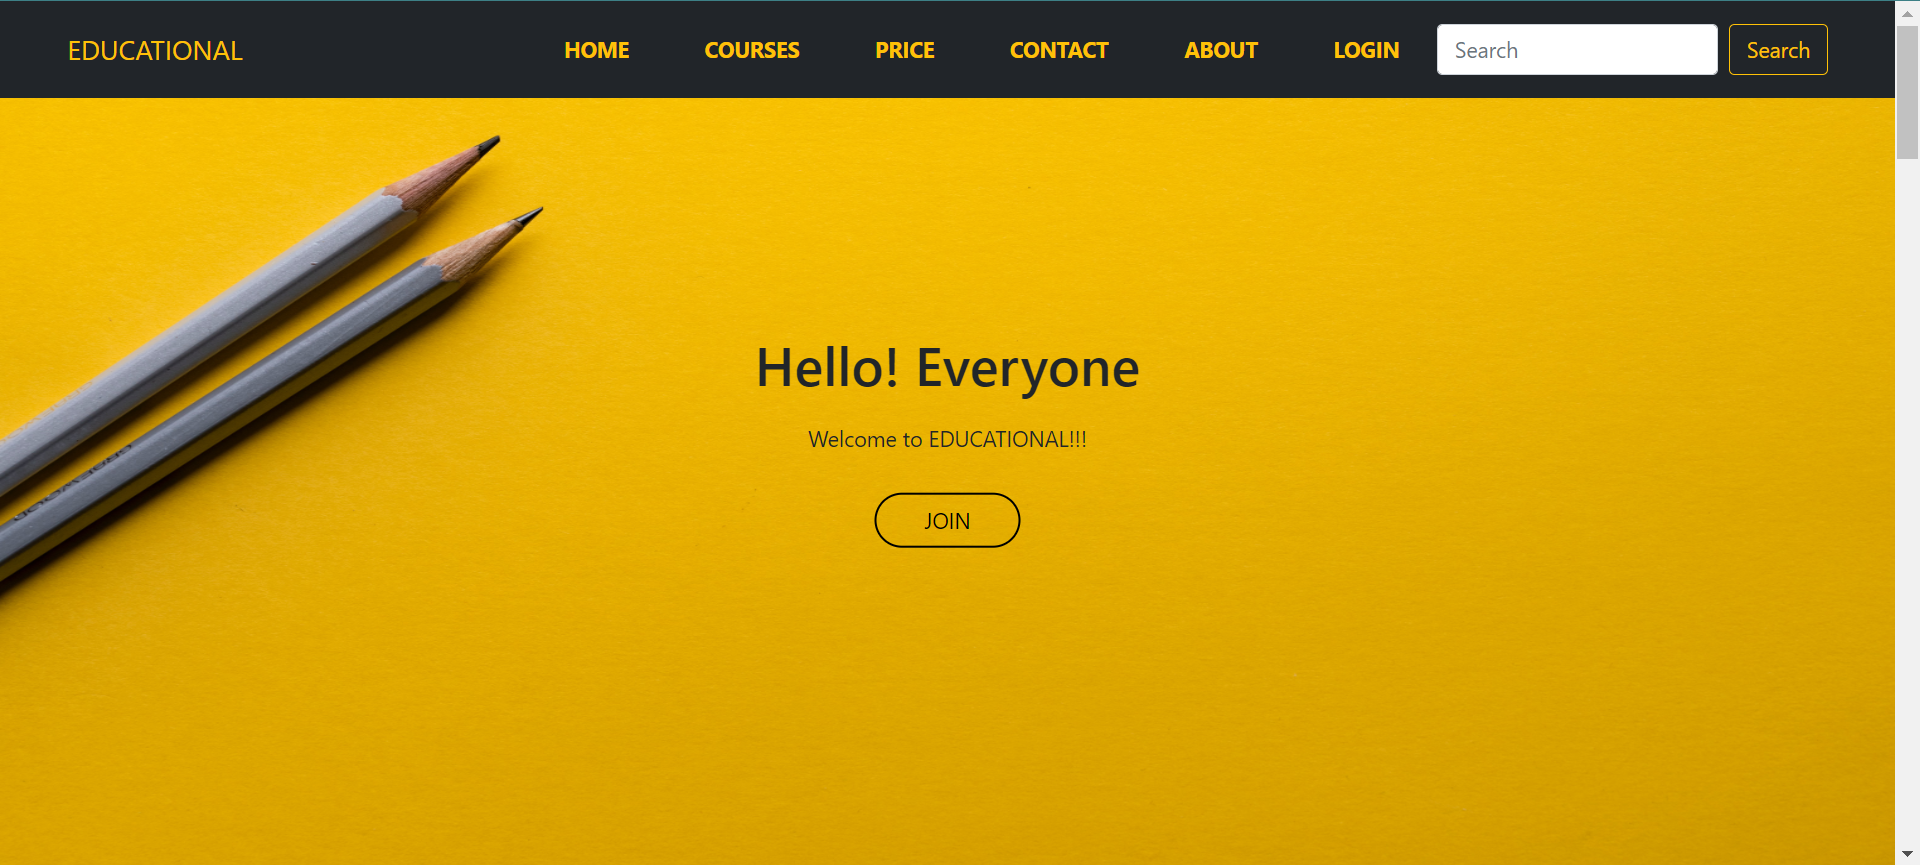 EDUCATIONAL
HOME COURSES PRICE CONTACT ABOUT LOGIN Search Search
Hello! Everyone
Welcome to EDUCATIONAL!!!
JOIN